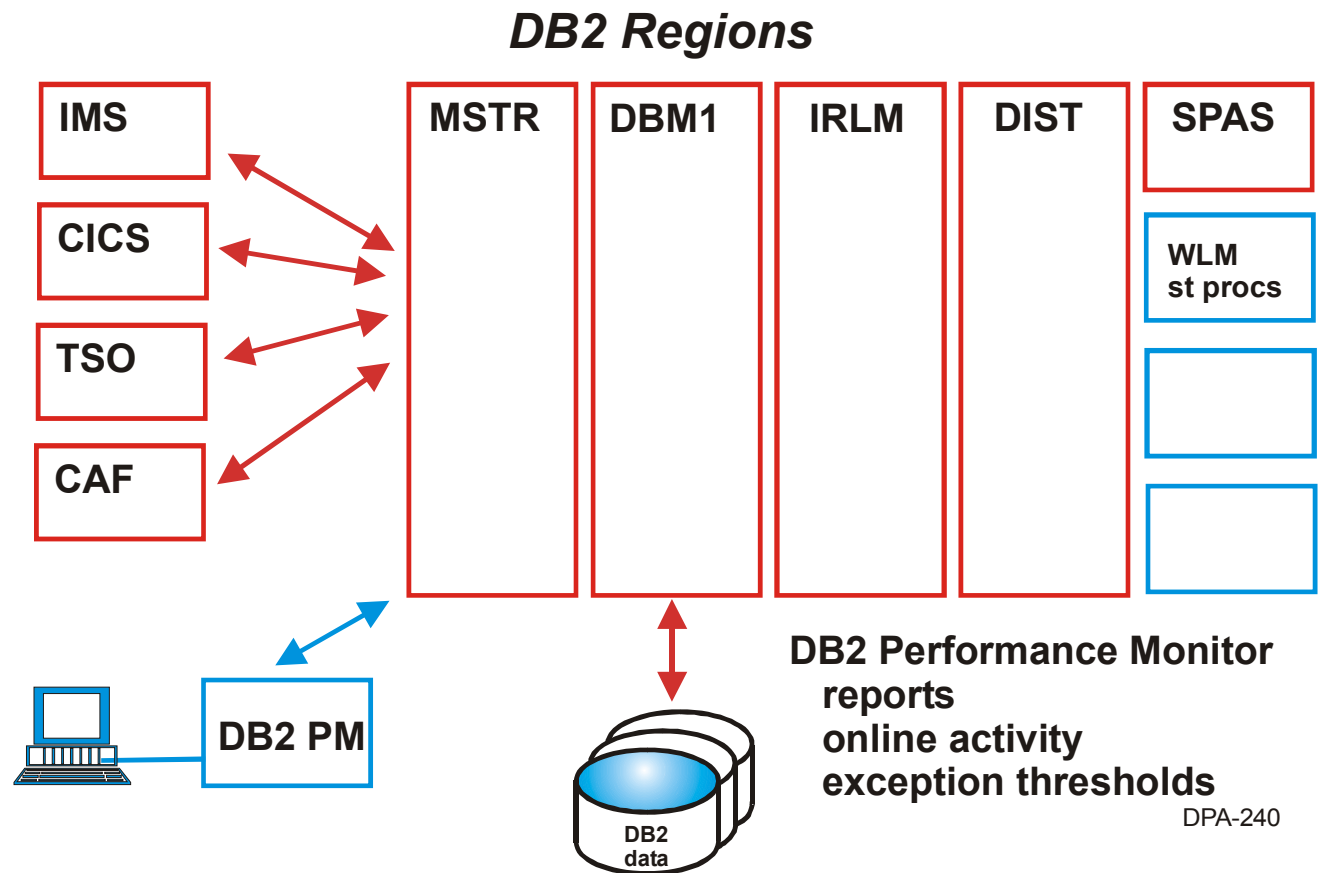 DB2 Regions
IMS
CICS
TSO
CAF
MSTR
DBM1
IRLM
DIST
SPAS
WLM
st procs
DB2 PM
DB2
data
DB2 Performance Monitor
reports
online activity
exception thresholds
DPA-240